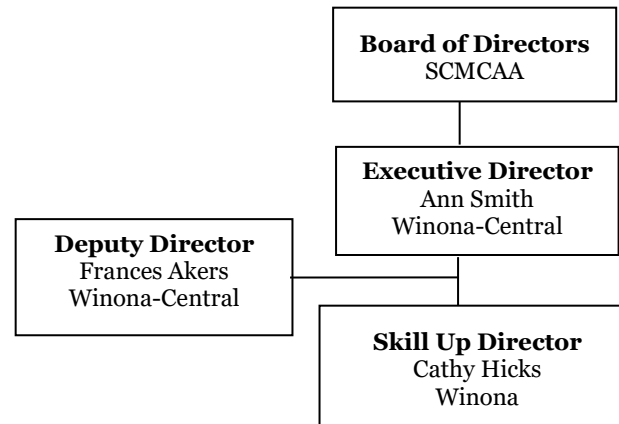 Board of Directors
SCMCAA
Executive Director
Ann Smith
Winona-Central
Deputy Director
Frances Akers
Winona-Central
Skill Up Director
Cathy Hicks
Winona